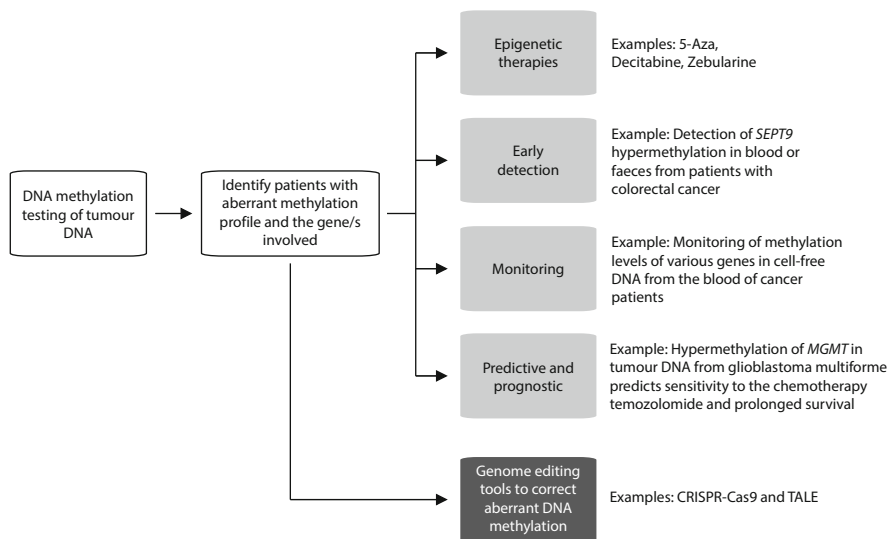 DNA methylation
testing of tumour
DNA
Identify patients with
aberrant methylation
profile and the gene/s
involved
Epigenetic
therapies
Examples: 5-Aza,
Decitabine, Zebularine
Early
detection
Example: Detection of SEPT9
hypermethylation in blood or
faeces from patients with
colorectal cancer
Monitoring
Example: Monitoring of methylation
levels of various genes in cell-free
DNA from the blood of cancer
patients
Predictive and
prognostic
Example: Hypermethylation of MGMT in
tumour DNA from glioblastoma multiforme
predicts sensitivity to the chemotherapy
temozolomide and prolonged survival
Genome editing
tools to correct
aberrant DNA
methylation
Examples: CRISPR-Cas9 and TALE